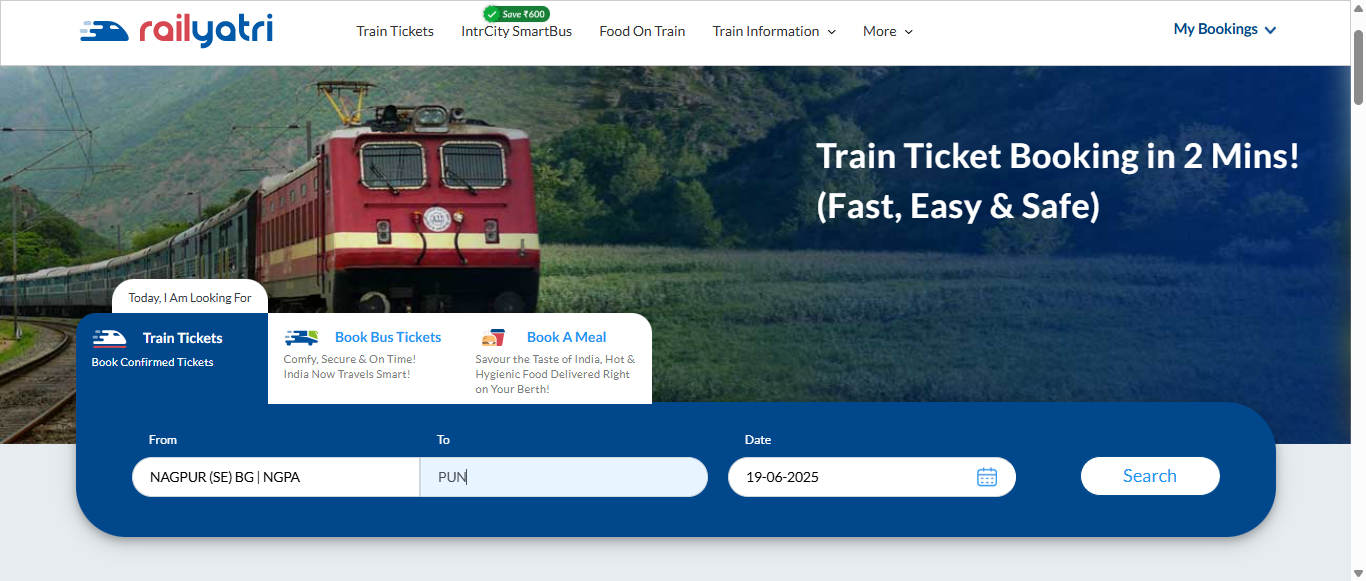 railyatri
Train Tickets
Save ₹600
IntrCity SmartBus
Food On Train
Train Information
More
My Bookings
Train Ticket Booking in 2 Mins!
(Fast, Easy & Safe)
Today, I Am Looking For
Train Tickets
Book Confirmed Tickets
Book Bus Tickets
Comfy, Secure & On Time!
India Now Travels Smart!
Book A Meal
Savour the Taste of India, Hot &
Hygienic Food Delivered Right
on Your Berth!
From
To
Date
NAGPUR (SE) BG | NGPA
PUN
19-06-2025
Search